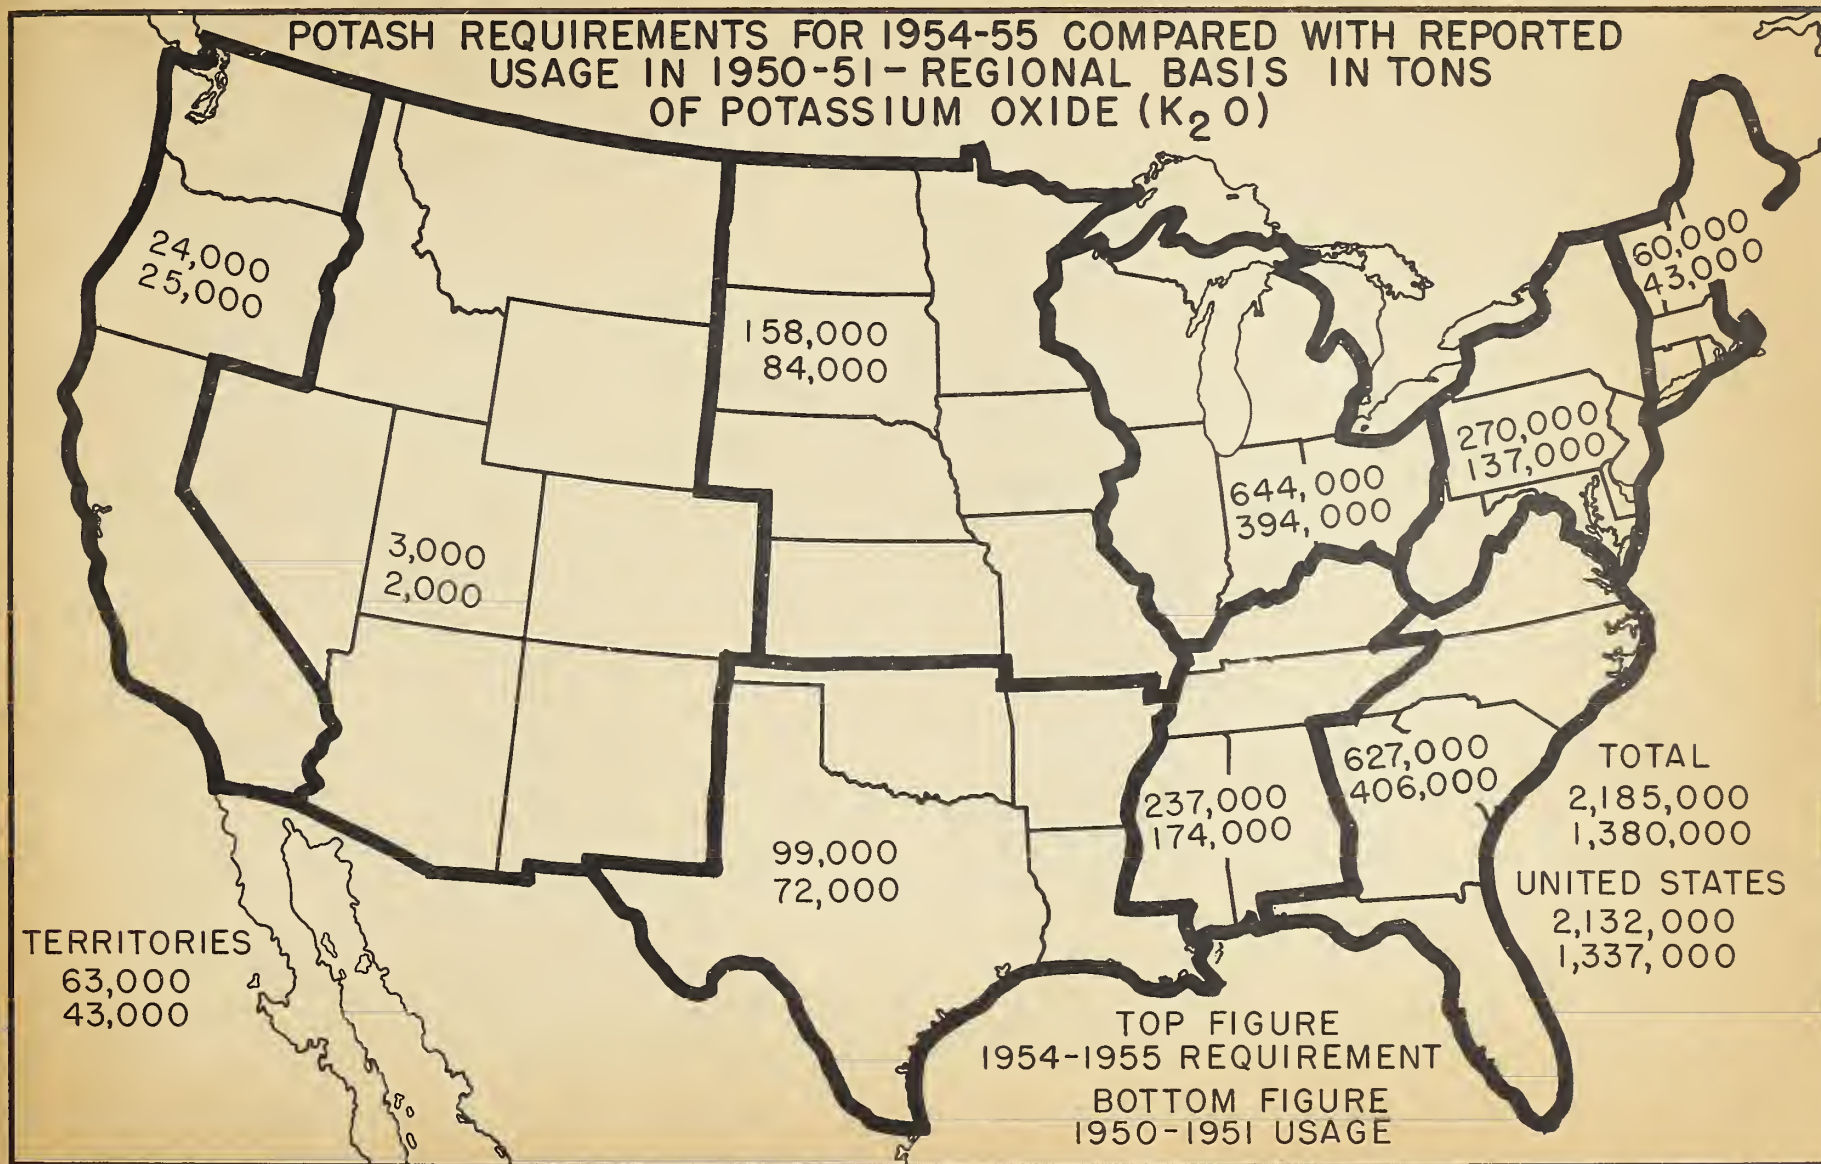 POTASH REQUIREMENTS FOR 1954-55 COMPARED WITH REPORTED
USAGE IN 1950-51-REGIONAL BASIS IN TONS
OF POTASSIUM OXIDE (K2O)
24,000
25,000
158,000
84,000
60,000
43,000
270,000
137,000
644,000
394,000
3,000
2,000
627,000
406,000
237,000
174,000
99,000
72,000
TOTAL
2,185,000
1,380,000
UNITED STATES
2,132,000
1,337,000
TERRITORIES
63,000
43,000
TOP FIGURE
1954-1955 REQUIREMENT
BOTTOM FIGURE
1950-1951 USAGE